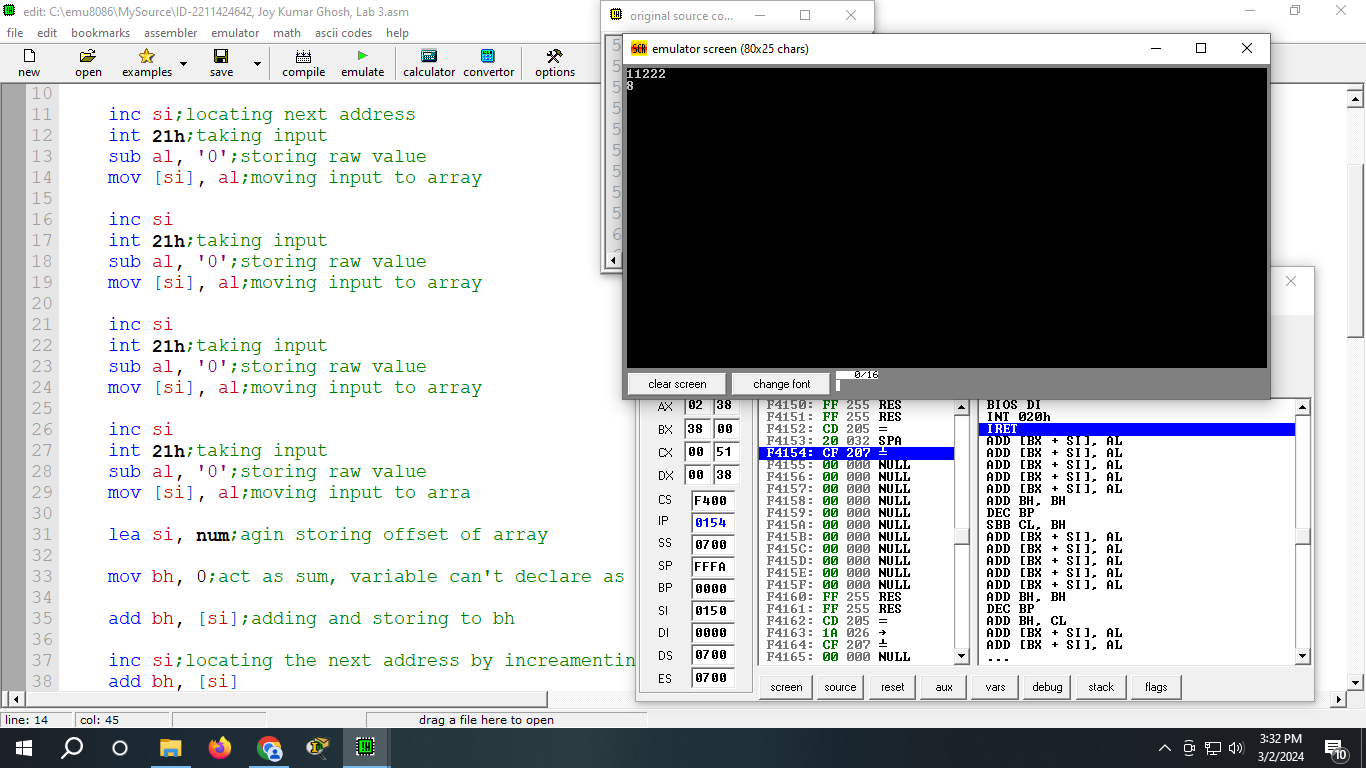 edit: C:\emu8086\MySource\ID-2211424642, Joy Kumar Ghosh, Lab 3.asm
file edit bookmarks assembler emulator math ascii codes help
new open examples save compile emulate calculator convertor options
10
11 inc si;locating next address
12 int 21h;taking input
13 sub al, '0';storing raw value
14 mov [si], al;moving input to array
15
16 inc si
17 int 21h;taking input
18 sub al, '0';storing raw value
19 mov [si], al;moving input to array
20
21 inc si
22 int 21h;taking input
23 sub al, '0';storing raw value
24 mov [si], al;moving input to array
25
26 inc si
27 int 21h;taking input
28 sub al, '0';storing raw value
29 mov [si], al;moving input to arra
30
31 lea si, num;agin storing offset of array
32
33 mov bh, 0;act as sum, variable can't declare as
34
35 add bh, [si];adding and storing to bh
36
37 inc si;locating the next address by increamentin
38 add bh, [si]
line: 14 col: 45 drag a file here to open
original source co...
emulator screen (80x25 chars)
11222
8
clear screen change font 0/16
AX 02 38
BX 38 00
CX 00 51
DX 00 38
CS F400
IP 0154
SS 0700
SP FFFA
BP 0000
SI 0150
DI 0000
DS 0700
ES 0700
F4150: FF 255 RES
F4151: FF 255 RES
F4152: CD 205 =
F4153: 20 032 SPA
F4154: CF 207 ╧
F4155: 00 000 NULL
F4156: 00 000 NULL
F4157: 00 000 NULL
F4158: 00 000 NULL
F4159: 00 000 NULL
F415A: 00 000 NULL
F415B: 00 000 NULL
F415C: 00 000 NULL
F415D: 00 000 NULL
F415E: 00 000 NULL
F415F: 00 000 NULL
F4160: FF 255 RES
F4161: FF 255 RES
F4162: CD 205 =
F4163: 1A 026 →
F4164: CF 207 ╧
F4165: 00 000 NULL
BIOS DI
INT 020h
IRET
ADD [BX + SI], AL
ADD [BX + SI], AL
ADD [BX + SI], AL
ADD [BX + SI], AL
ADD [BX + SI], AL
ADD BH, BH
DEC BP
SBB CL, BH
ADD [BX + SI], AL
ADD [BX + SI], AL
ADD [BX + SI], AL
ADD [BX + SI], AL
ADD [BX + SI], AL
ADD BH, BH
DEC BP
ADD BH, CL
ADD [BX + SI], AL
ADD [BX + SI], AL
...
screen source reset aux vars debug stack flags
3:32 PM
3/2/2024
10